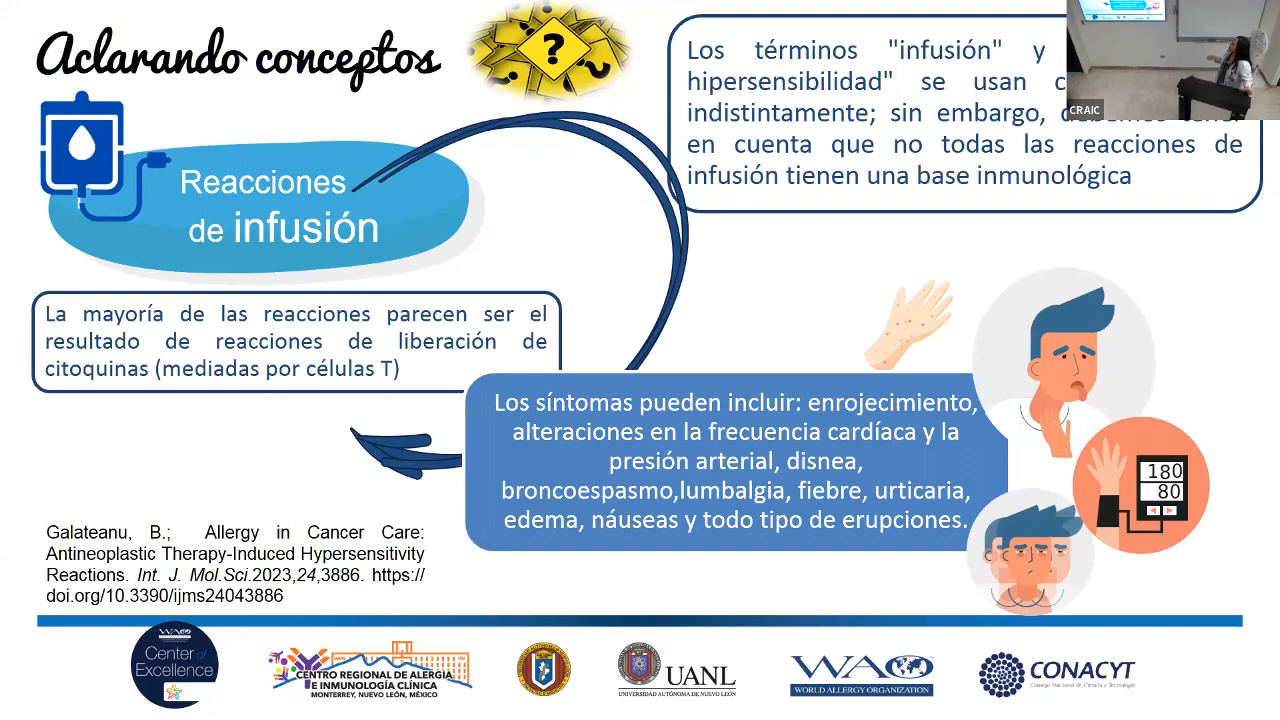 Aclarando conceptos
?
Los términos "infusión" y
hipersensibilidad" se usan
indistintamente; sin embargo,
en cuenta que no todas las reacciones de
infusión tienen una base inmunológica
CRAIC
Reacciones
de infusión
La mayoría de las reacciones parecen ser el
resultado de reacciones de liberación de
citoquinas (mediadas por células T)
Los síntomas pueden incluir: enrojecimiento,
alteraciones en la frecuencia cardíaca y la
presión arterial, disnea,
broncoespasmo,lumbalgia, fiebre, urticaria,
edema, náuseas y todo tipo de erupciones.
180
80
Galateanu, B.; Allergy in Cancer Care:
Antineoplastic Therapy-Induced Hypersensitivity
Reactions. Int. J. Mol.Sci.2023,24,3886. https://
doi.org/10.3390/ijms24043886
WAO
Center of
Excellence
CENTRO REGIONAL DE ALERGIA
E INMUNOLOGÍA CLÍNICA
MONTERREY, NUEVO LEÓN, MÉXICO
UANL
UNIVERSIDAD AUTÓNOMA DE NUEVO LEÓN
WAO
WORLD ALLERGY ORGANIZATION
CONACYT
Consejo Nacional de Ciencia y Tecnología